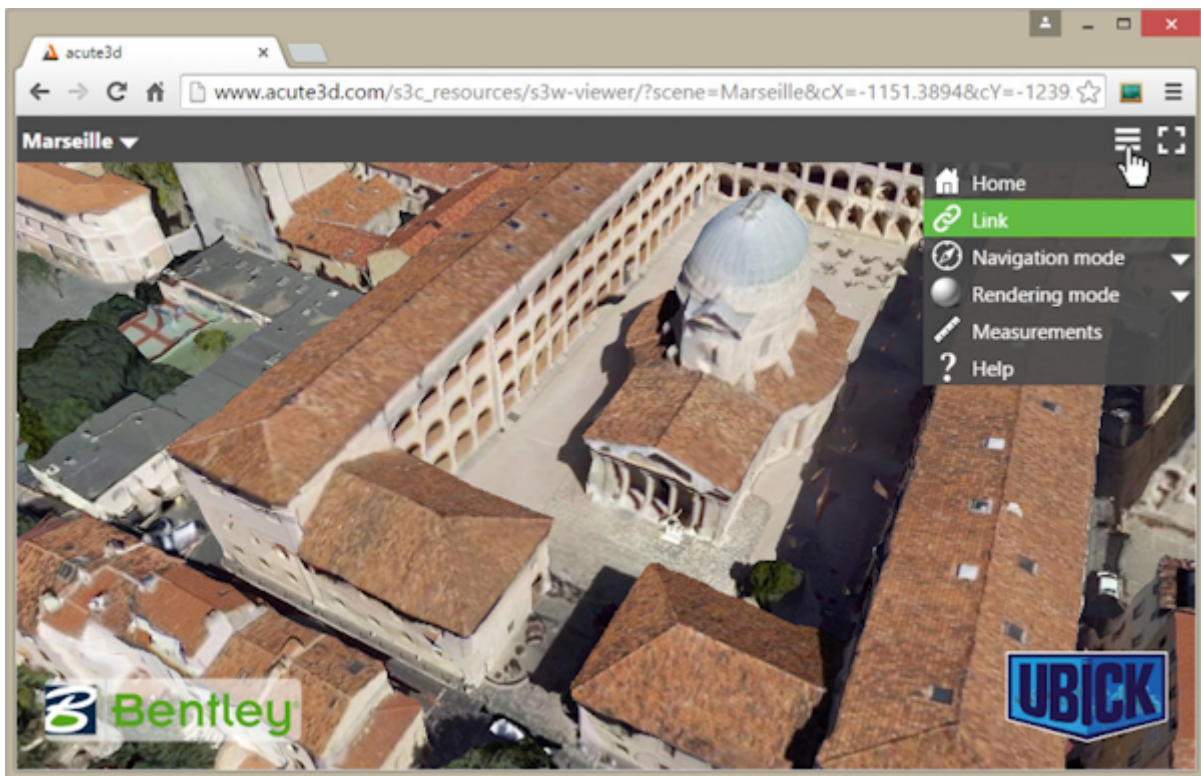 acute3d
www.acute3d.com/s3c_resources/s3w-viewer/?scene=Marseille&cX=-1151.3894&cY=-1239.
Marseille
Home
Link
Navigation mode
Rendering mode
Measurements
? Help
Bentley
UBICK